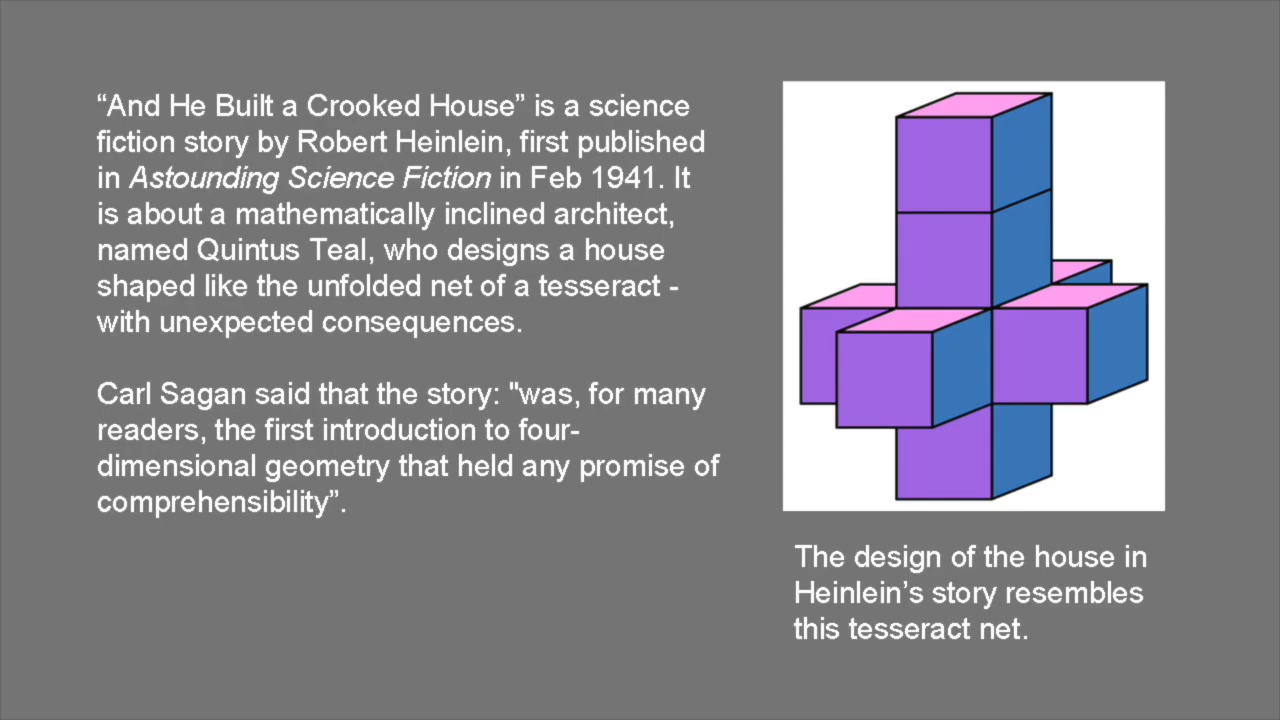 “And He Built a Crooked House” is a science
fiction story by Robert Heinlein, first published
in Astounding Science Fiction in Feb 1941. It
is about a mathematically inclined architect,
named Quintus Teal, who designs a house
shaped like the unfolded net of a tesseract -
with unexpected consequences.
Carl Sagan said that the story: "was, for many
readers, the first introduction to four-
dimensional geometry that held any promise of
comprehensibility”.
The design of the house in
Heinlein’s story resembles
this tesseract net.